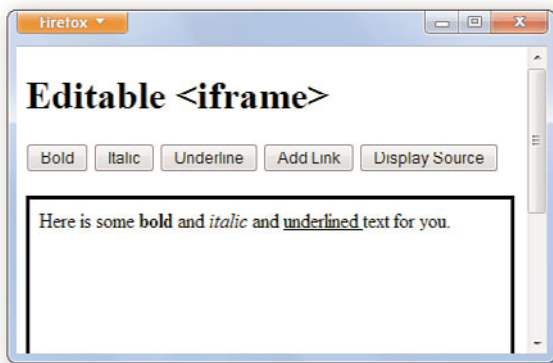 Firefox
Editable <iframe>
Bold Italic Underline Add Link Display Source
Here is some bold and italic and underlined text for you.